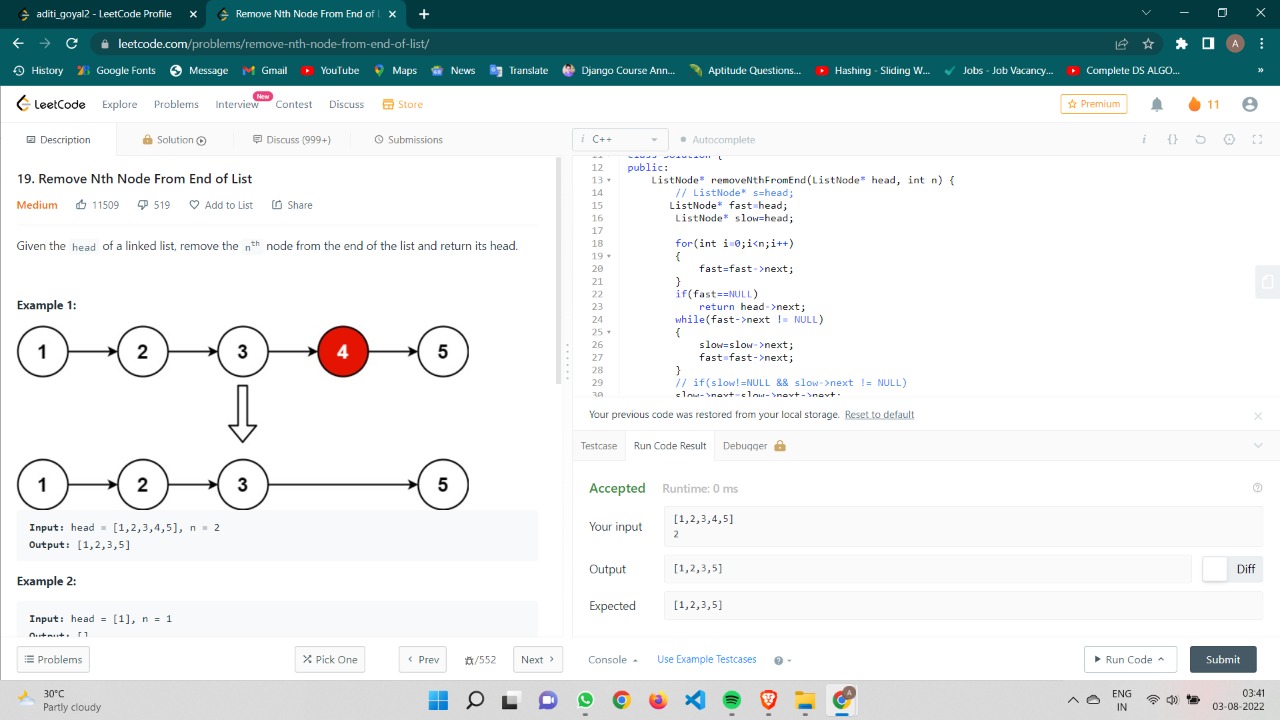 aditi_goyal2 - LeetCode Profile
Remove Nth Node From End of L
leetcode.com/problems/remove-nth-node-from-end-of-list/
A
History
Google Fonts
Message
Gmail
YouTube
Maps
News
Translate
Django Course Ann...
Aptitude Questions...
Hashing - Sliding W...
Jobs - Job Vacancy...
Complete DS ALGO...
»
LeetCode
Explore
Problems
Interview
New
Contest
Discuss
Store
Premium
11
Description
Solution
Discuss (999+)
Submissions
i C++
Autocomplete
19. Remove Nth Node From End of List
Medium
11509
519
Add to List
Share
Given the head of a linked list, remove the nth node from the end of the list and return its head.
Example 1:
1 2 3 4 5
1 2 3 5
Input: head = [1,2,3,4,5], n = 2
Output: [1,2,3,5]
Example 2:
Input: head = [1], n = 1
Output: []
11 class Solution {
12 public:
13 ListNode* removeNthFromEnd(ListNode* head, int n) {
14 // ListNode* s=head;
15 ListNode* fast=head;
16 ListNode* slow=head;
17
18 for(int i=0;i<n;i++)
19 {
20 fast=fast->next;
21 }
22 if(fast==NULL)
23 return head->next;
24 while(fast->next != NULL)
25 {
26 slow=slow->next;
27 fast=fast->next;
28 }
29 // if(slow!=NULL && slow->next != NULL)
30 slow->next=slow->next->next;
Your previous code was restored from your local storage. Reset to default
Testcase
Run Code Result
Debugger
Accepted
Runtime: 0 ms
Your input
[1,2,3,4,5]
2
Output
[1,2,3,5]
Diff
Expected
[1,2,3,5]
Problems
Pick One
Prev
/552
Next
Console
Use Example Testcases
Run Code
Submit
30°C
Partly cloudy
A
ENG
IN
03:41
03-08-2022